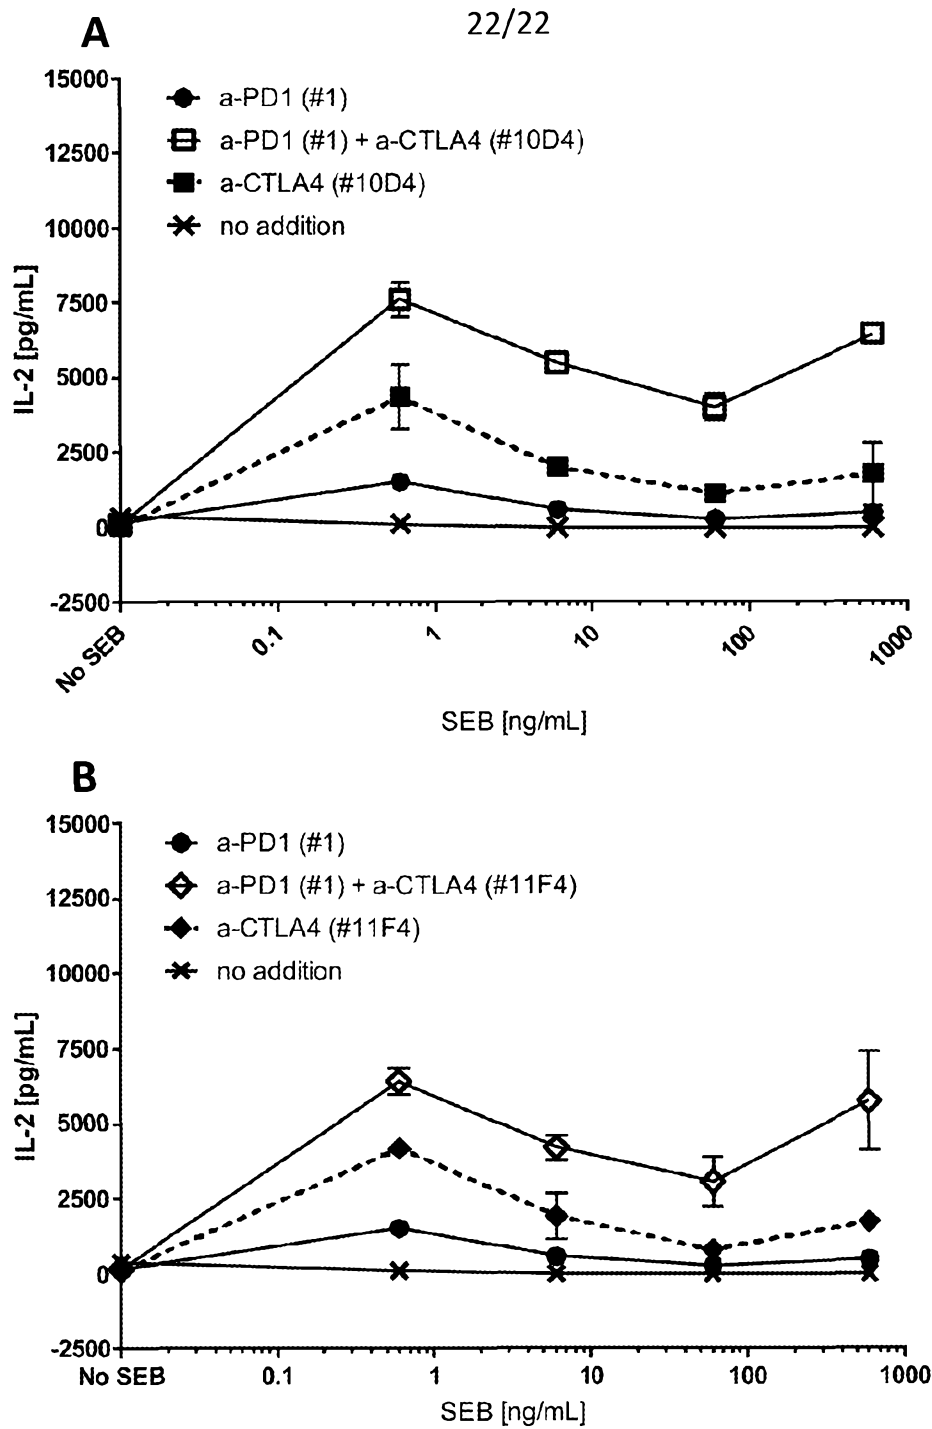 22/22
A
15000
12500
10000
7500
5000
2500
0
-2500
IL-2 [pg/mL]
a-PD1 (#1)
a-PD1 (#1) + a-CTLA4 (#10D4)
a-CTLA4 (#10D4)
no addition
No SEB
0.1
1
10
100
1000
SEB [ng/mL]
B
15000
12500
10000
7500
5000
2500
0
-2500
IL-2 [pg/mL]
a-PD1 (#1)
a-PD1 (#1) + a-CTLA4 (#11F4)
a-CTLA4 (#11F4)
no addition
No SEB
0.1
1
10
100
1000
SEB [ng/mL]